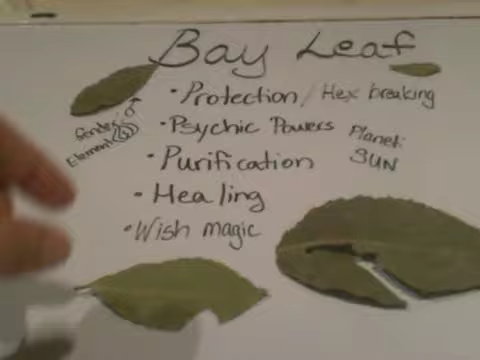 Bay Leaf
• Protection / Hex breaking
Gender: ♂
Element:
• Psychic Powers
Planet:
SUN
• Purification
• Healing
• Wish magic